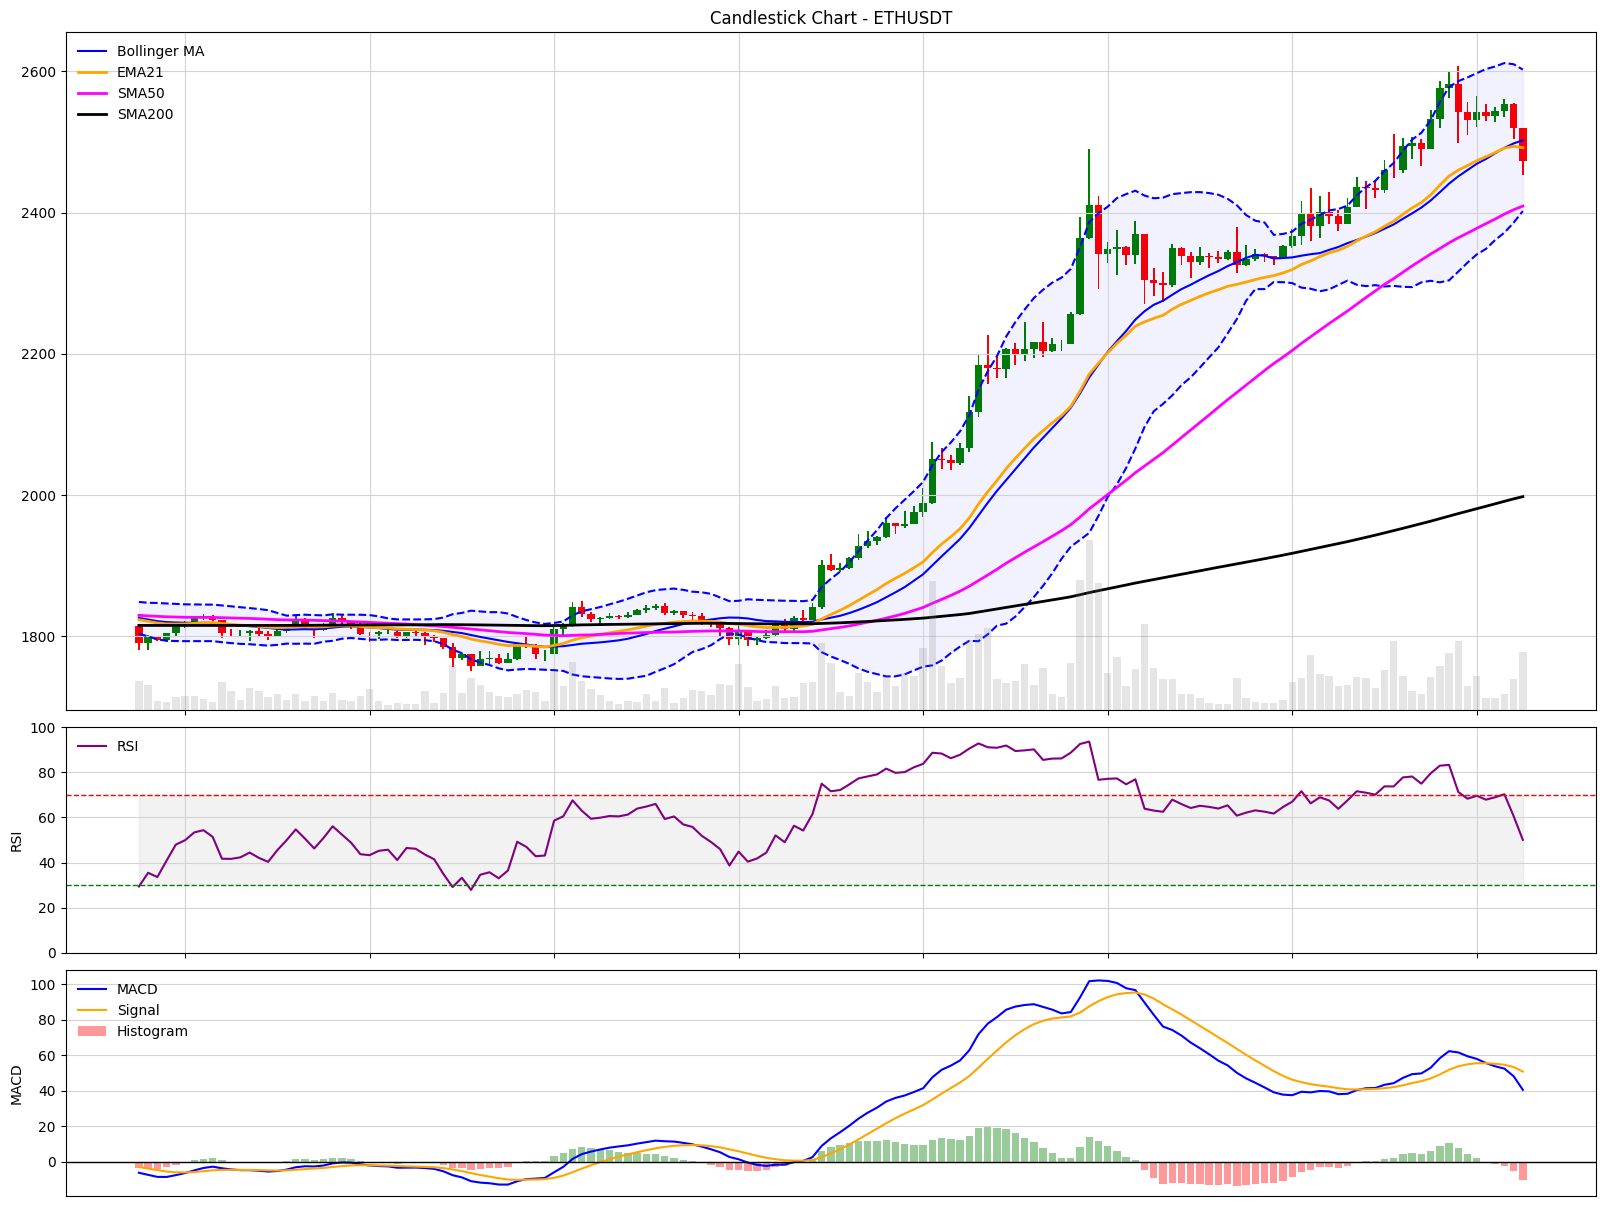 Candlestick Chart - ETHUSDT
Bollinger MA
EMA21
SMA50
SMA200
2600
2400
2200
2000
1800
RSI
100
80
60
40
20
0
RSI
MACD
Signal
Histogram
100
80
60
40
20
0
MACD